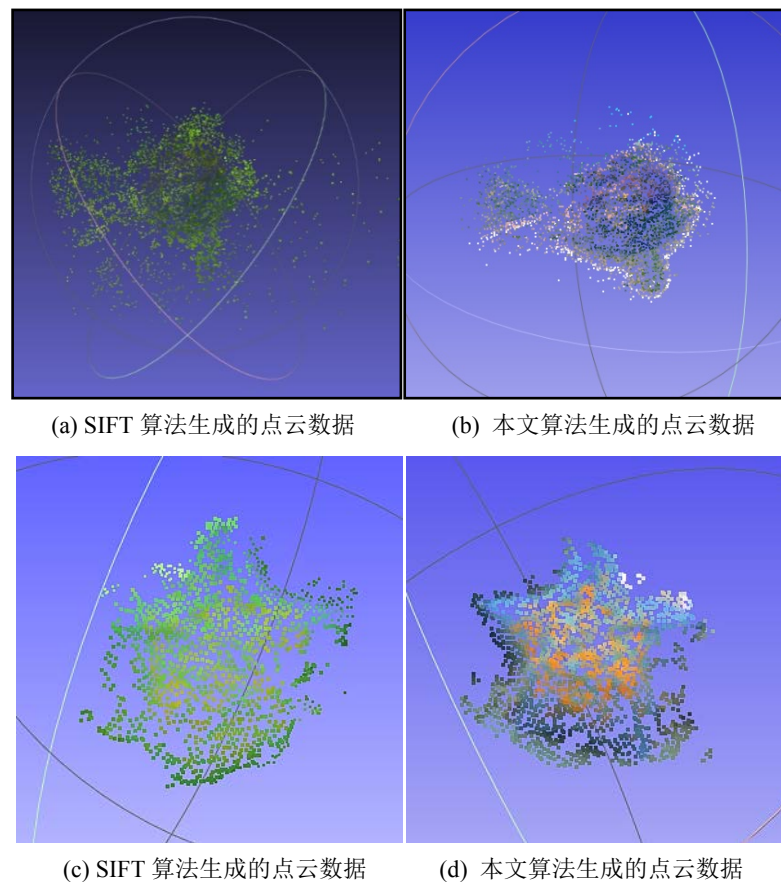 (a) SIFT 算法生成的点云数据
(b) 本文算法生成的点云数据
(c) SIFT 算法生成的点云数据
(d) 本文算法生成的点云数据